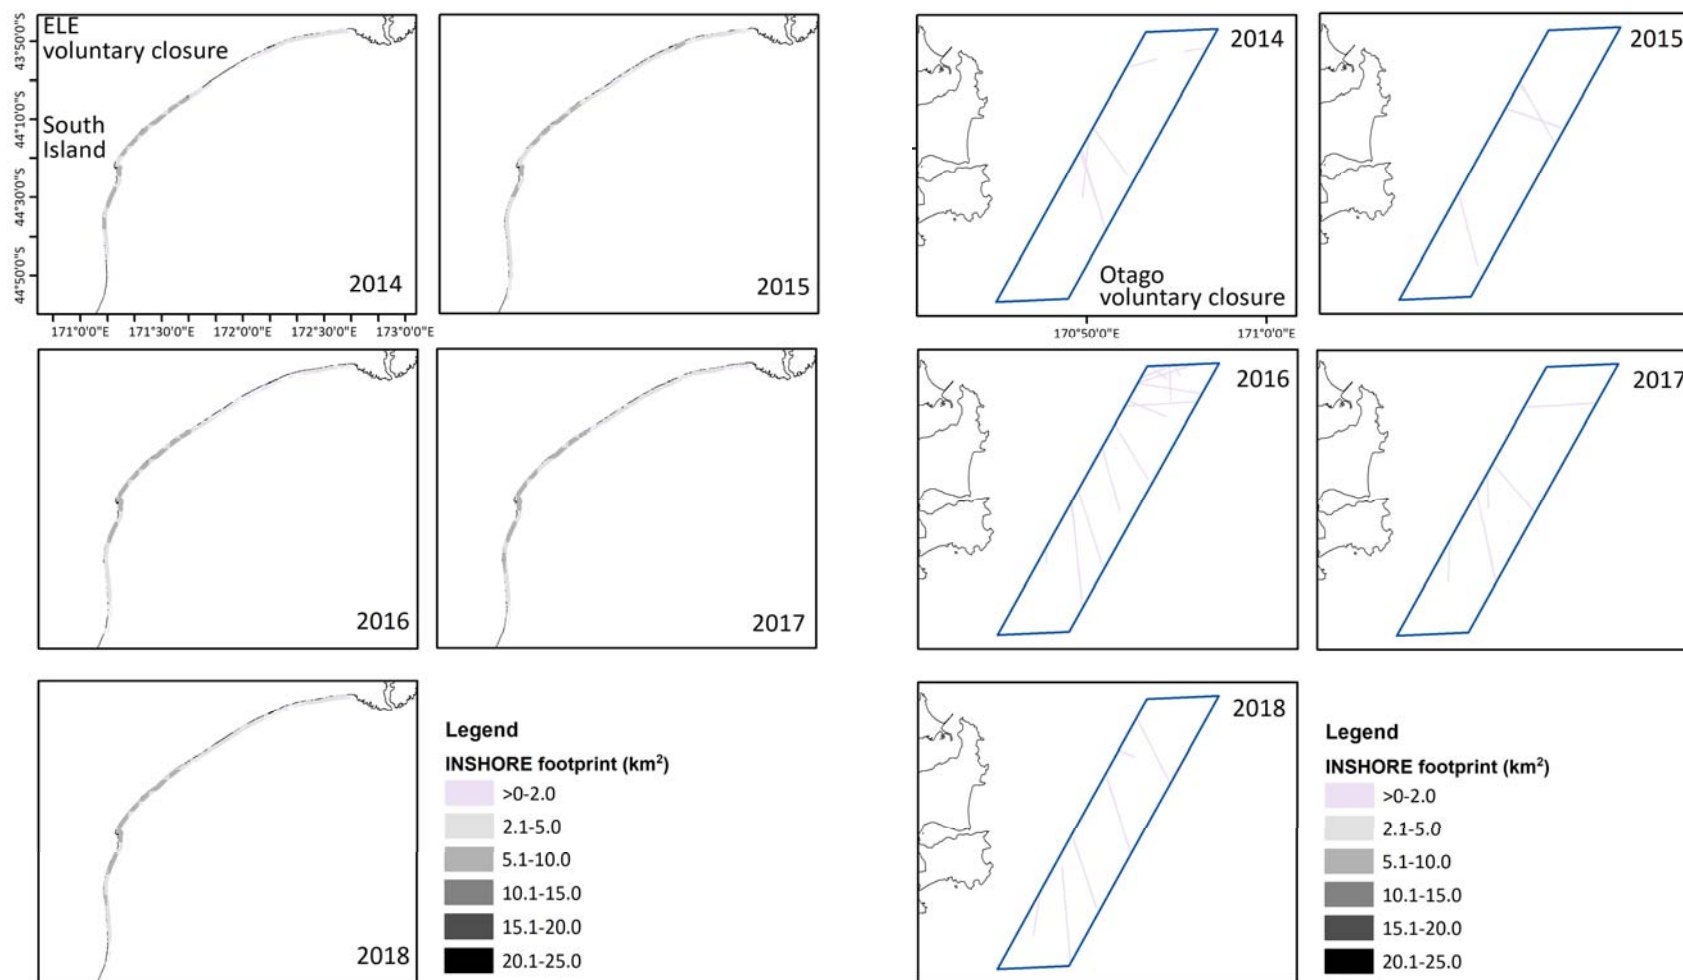 ELE
voluntary closure
South
Island
43°50'0"S
44°10'0"S
44°30'0"S
44°50'0"S
2014
171°0'0"E
171°30'0"E
172°0'0"E
172°30'0"E
173°0'0"E
2015
2016
2017
2018
Legend
INSHORE footprint (km²)
>0-2.0
2.1-5.0
5.1-10.0
10.1-15.0
15.1-20.0
20.1-25.0
2014
Otago
voluntary closure
170°50'0"E
171°0'0"E
2015
2016
2017
2018
Legend
INSHORE footprint (km²)
>0-2.0
2.1-5.0
5.1-10.0
10.1-15.0
15.1-20.0
20.1-25.0